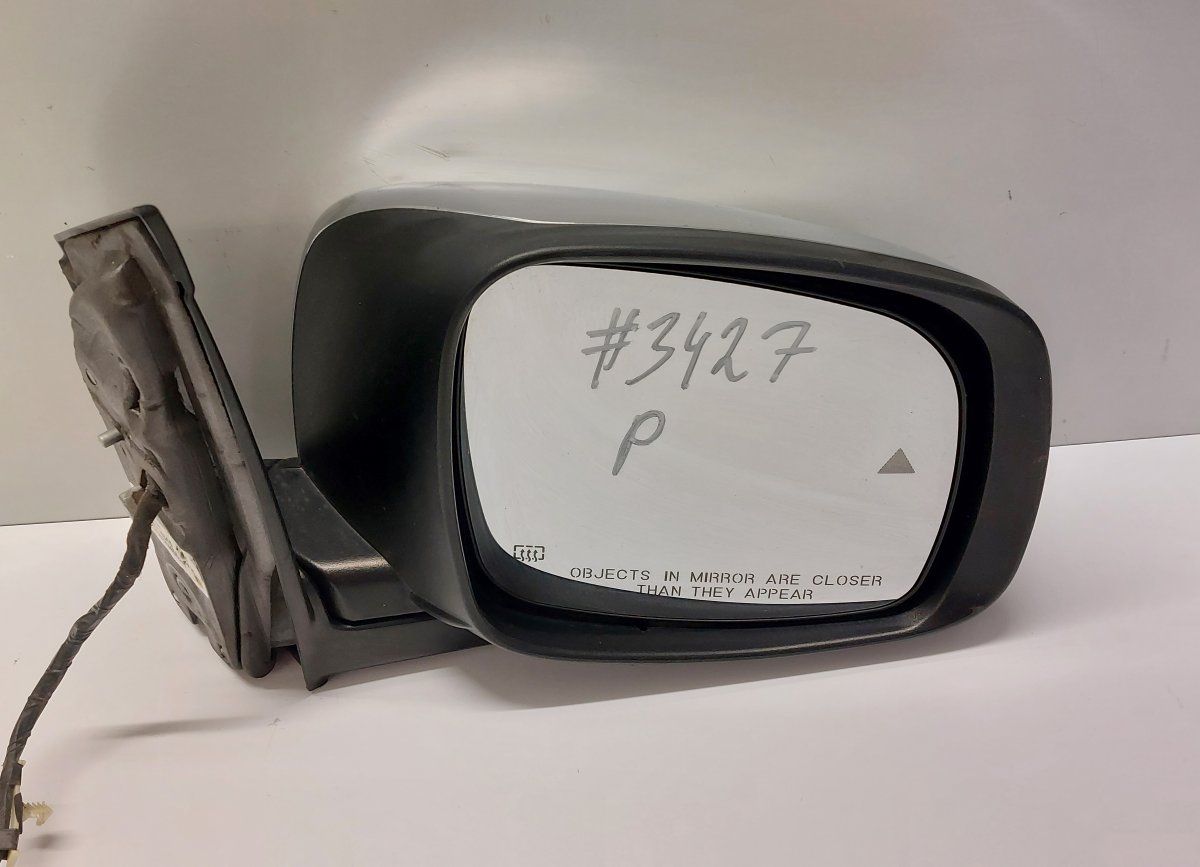 #3427
P
OBJECTS IN MIRROR ARE CLOSER
THAN THEY APPEAR